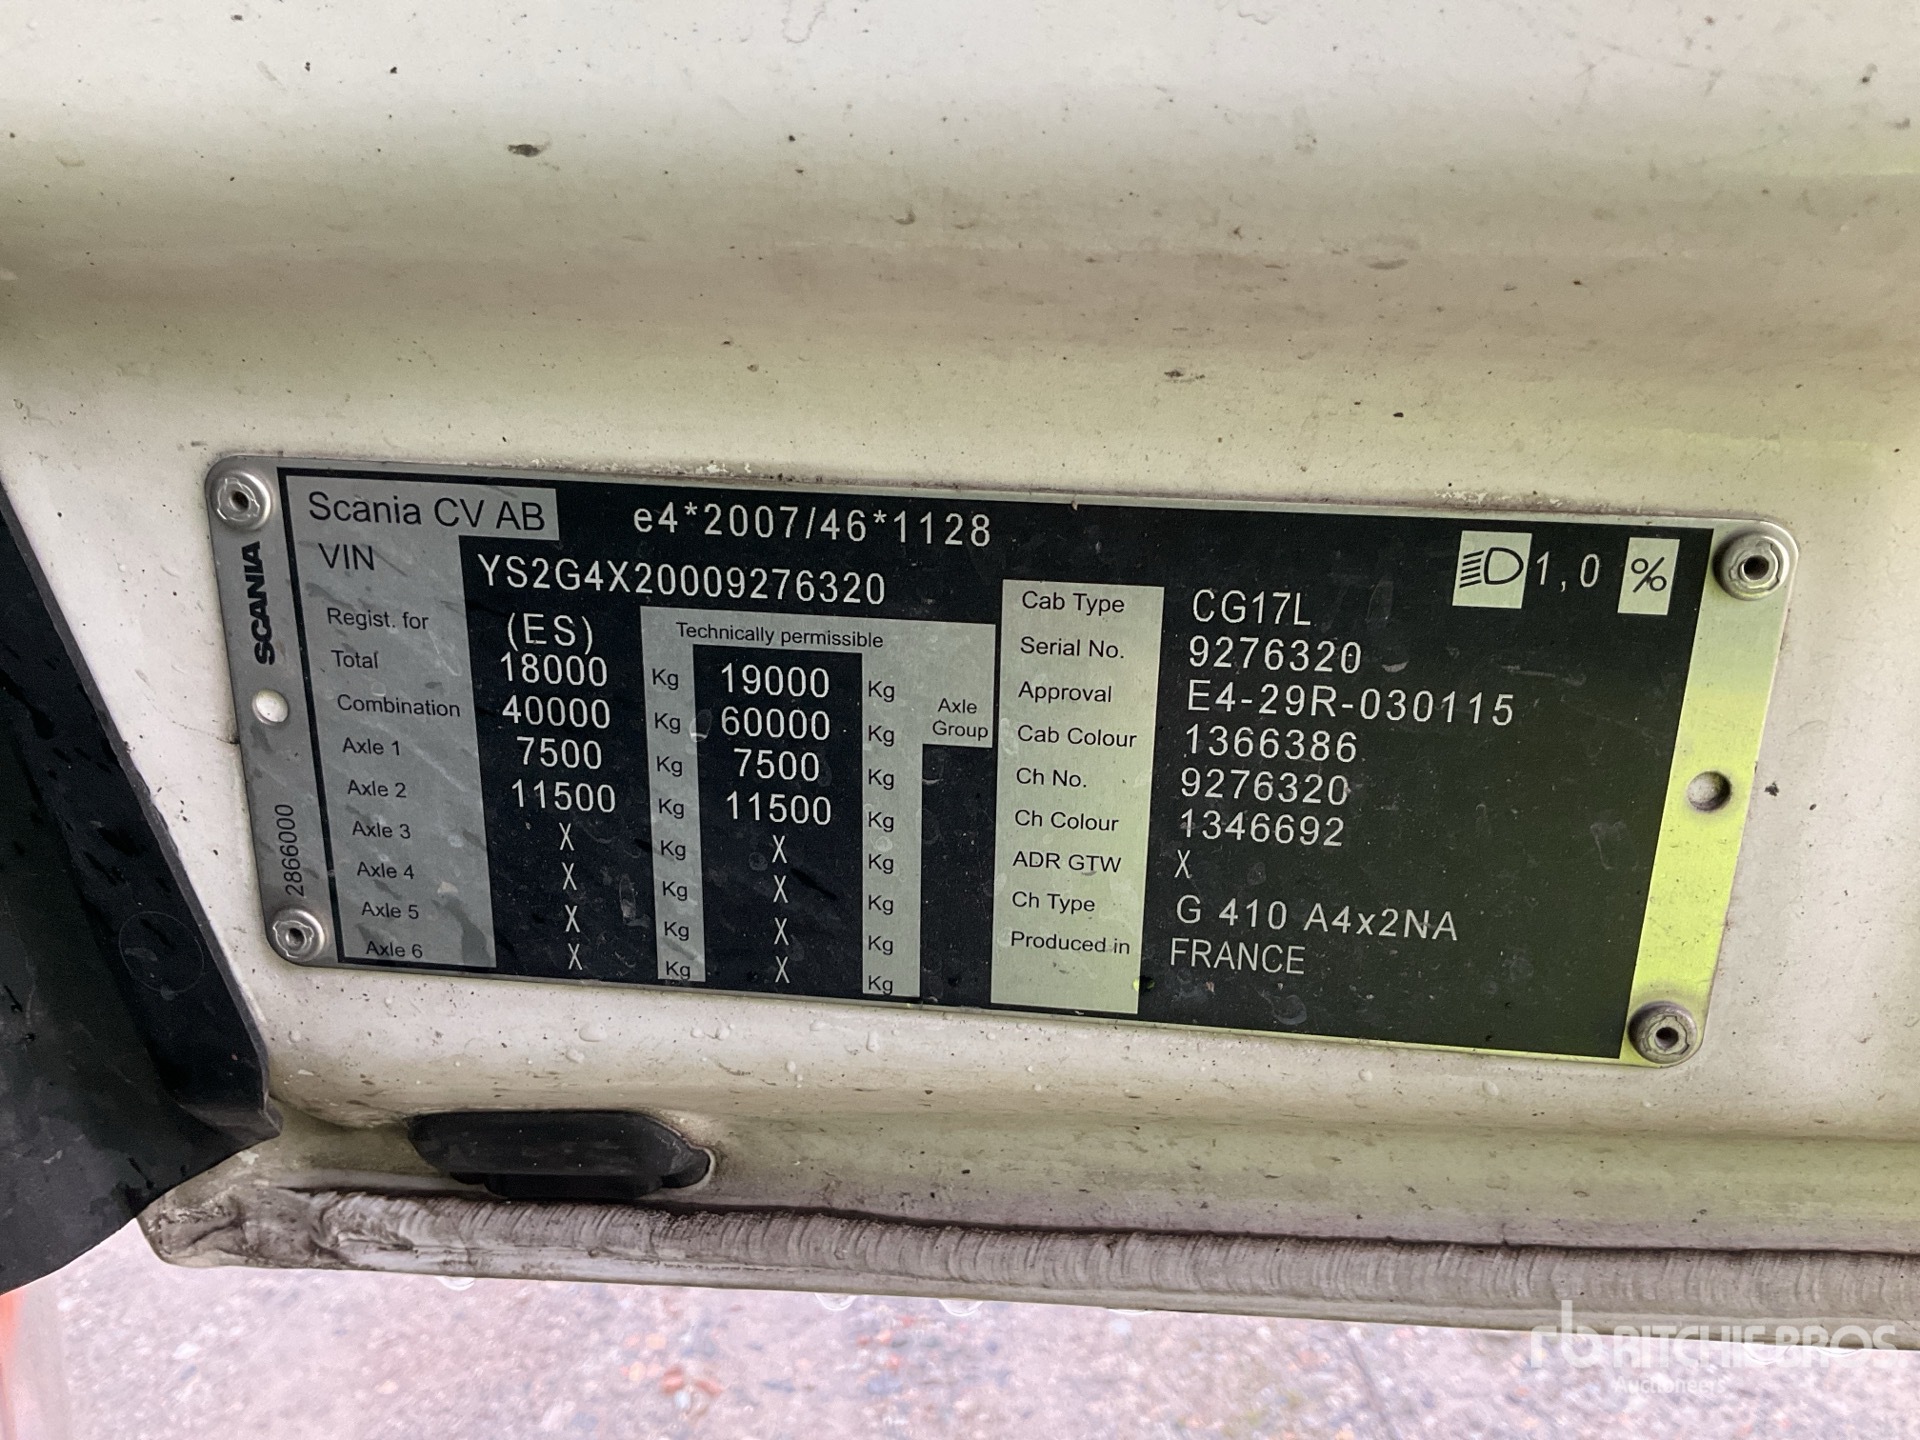 SCANIA
2866000
Scania CV AB e4*2007/46*1128
1,0 %
VIN YS2G4X20009276320
Regist. for (ES) Technically permissible
Total 18000 Kg 19000 Kg
Combination 40000 Kg 60000 Kg Axle Group
Axle 1 7500 Kg 7500 Kg
Axle 2 11500 Kg 11500 Kg
Axle 3 X Kg X Kg
Axle 4 X Kg X Kg
Axle 5 X Kg X Kg
Axle 6 X Kg X Kg
Cab Type CG17L
Serial No. 9276320
Approval E4-29R-030115
Cab Colour 1366386
Ch No. 9276320
Ch Colour 1346692
ADR GTW X
Ch Type G 410 A4x2NA
Produced in FRANCE
rb RITCHIE BROS.
Auctioneers